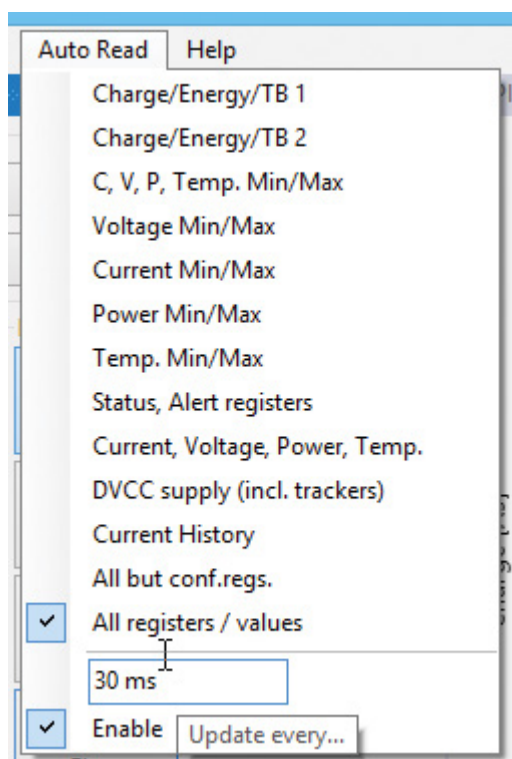 Auto Read Help
Charge/Energy/TB 1
Charge/Energy/TB 2
C, V, P, Temp. Min/Max
Voltage Min/Max
Current Min/Max
Power Min/Max
Temp. Min/Max
Status, Alert registers
Current, Voltage, Power, Temp.
DVCC supply (incl. trackers)
Current History
All but conf.regs.
All registers / values
30 ms
Enable
Update every...